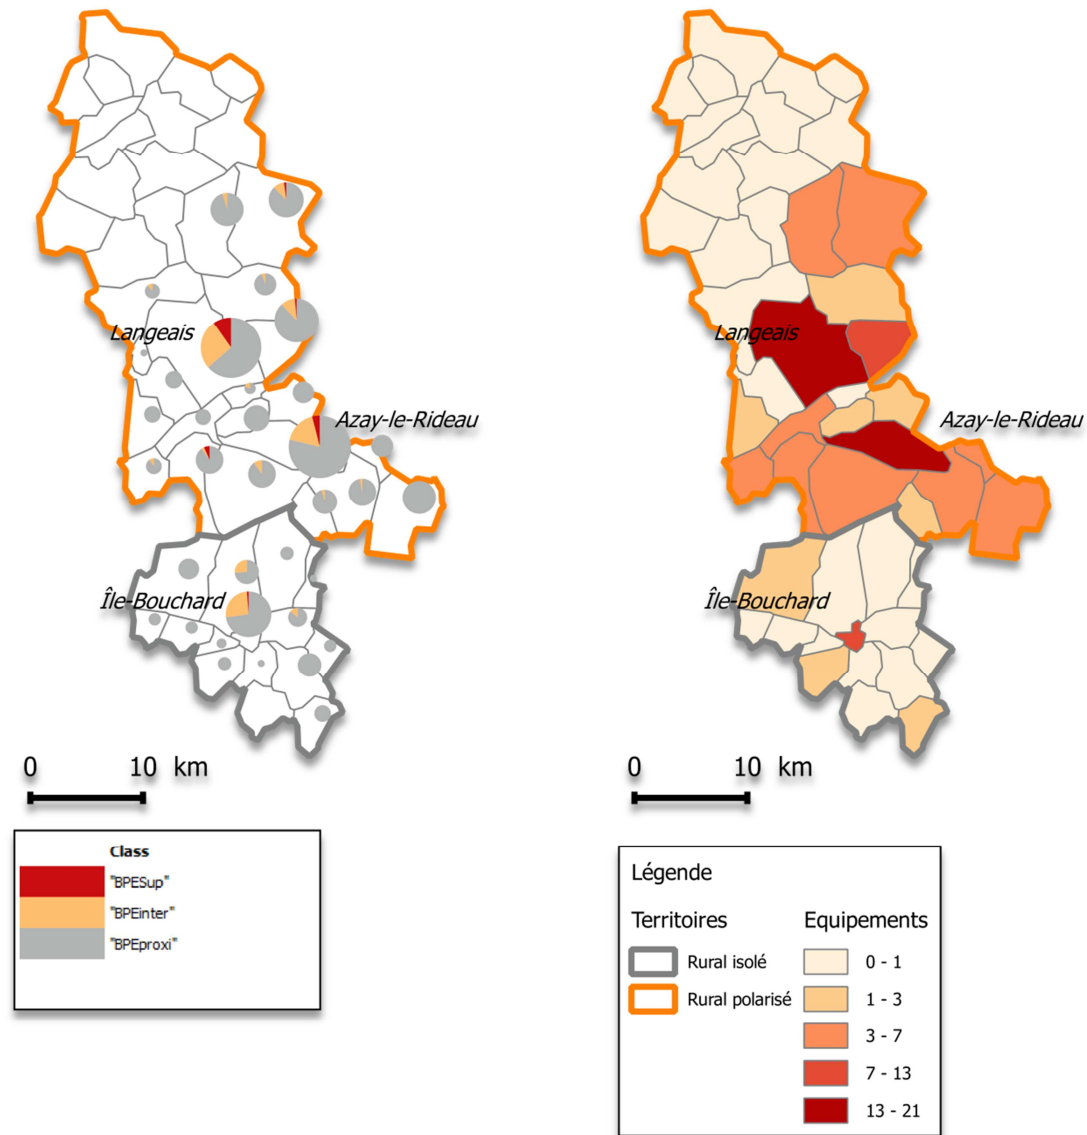 Langeais
Azay-le-Rideau
Île-Bouchard
0 10 km
Class
"BPESup"
"BPEinter"
"BPEproxi"
Langeais
Azay-le-Rideau
Île-Bouchard
0 10 km
Légende
Territoires
Rural isolé
Rural polarisé
Equipements
0 - 1
1 - 3
3 - 7
7 - 13
13 - 21